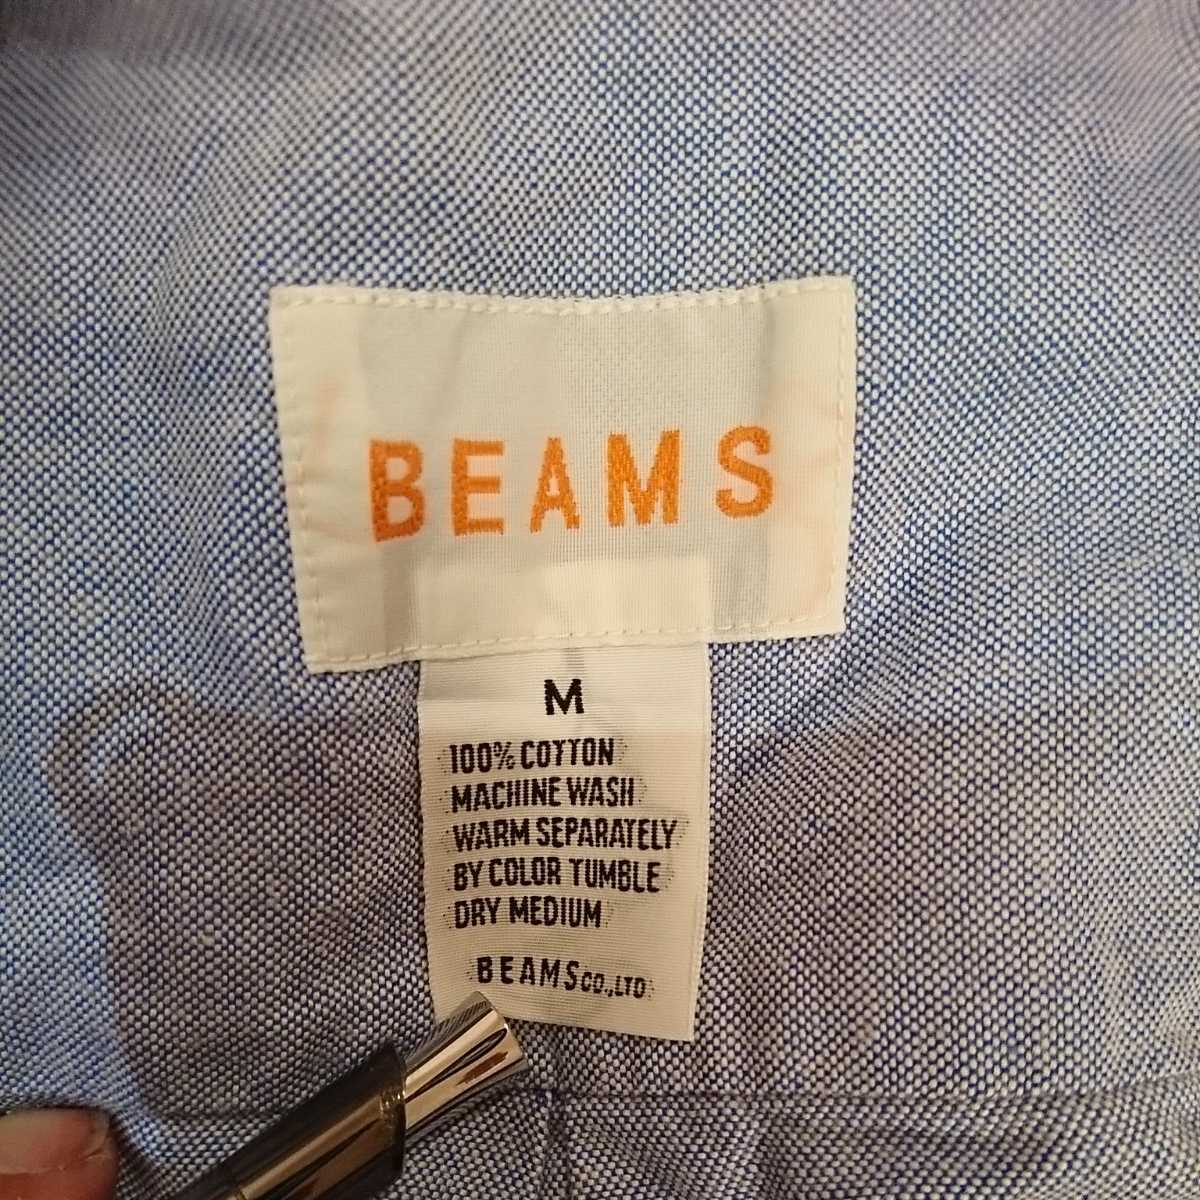 BEAMS
M
100% COTTON
MACHINE WASH
WARM SEPARATELY
BY COLOR TUMBLE
DRY MEDIUM
BEAMS CO.,LTD